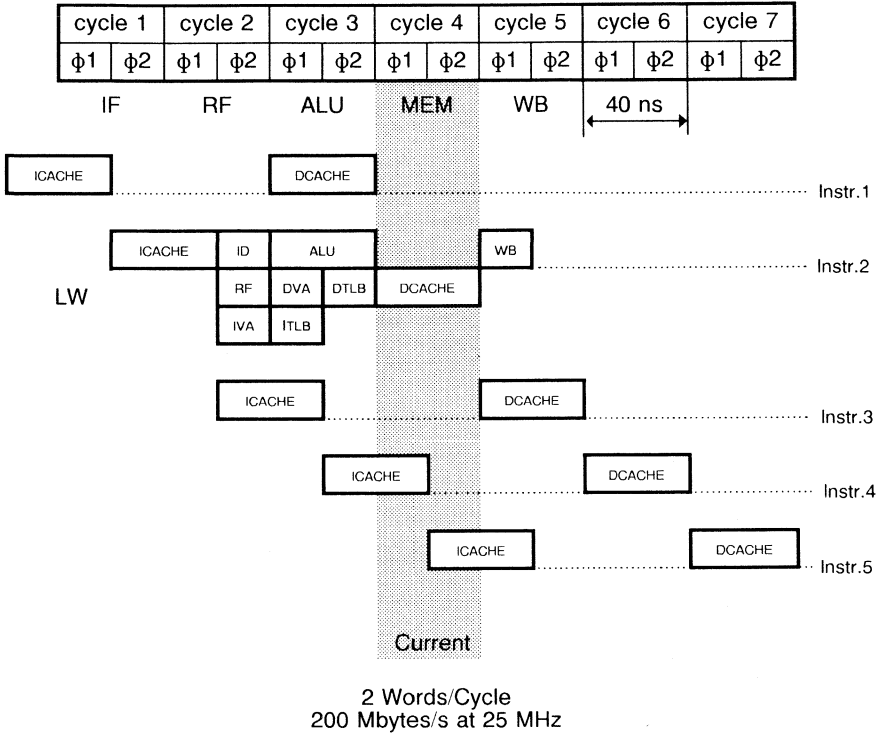 cycle 1 cycle 2 cycle 3 cycle 4 cycle 5 cycle 6 cycle 7
ϕ1 ϕ2 ϕ1 ϕ2 ϕ1 ϕ2 ϕ1 ϕ2 ϕ1 ϕ2 ϕ1 ϕ2 ϕ1 ϕ2
IF RF ALU MEM WB 40 ns
ICACHE DCACHE Instr.1
ICACHE ID ALU WB Instr.2
LW RF DVA DTLB DCACHE
IVA ITLB
ICACHE DCACHE Instr.3
ICACHE DCACHE Instr.4
ICACHE DCACHE Instr.5
Current
2 Words/Cycle
200 Mbytes/s at 25 MHz